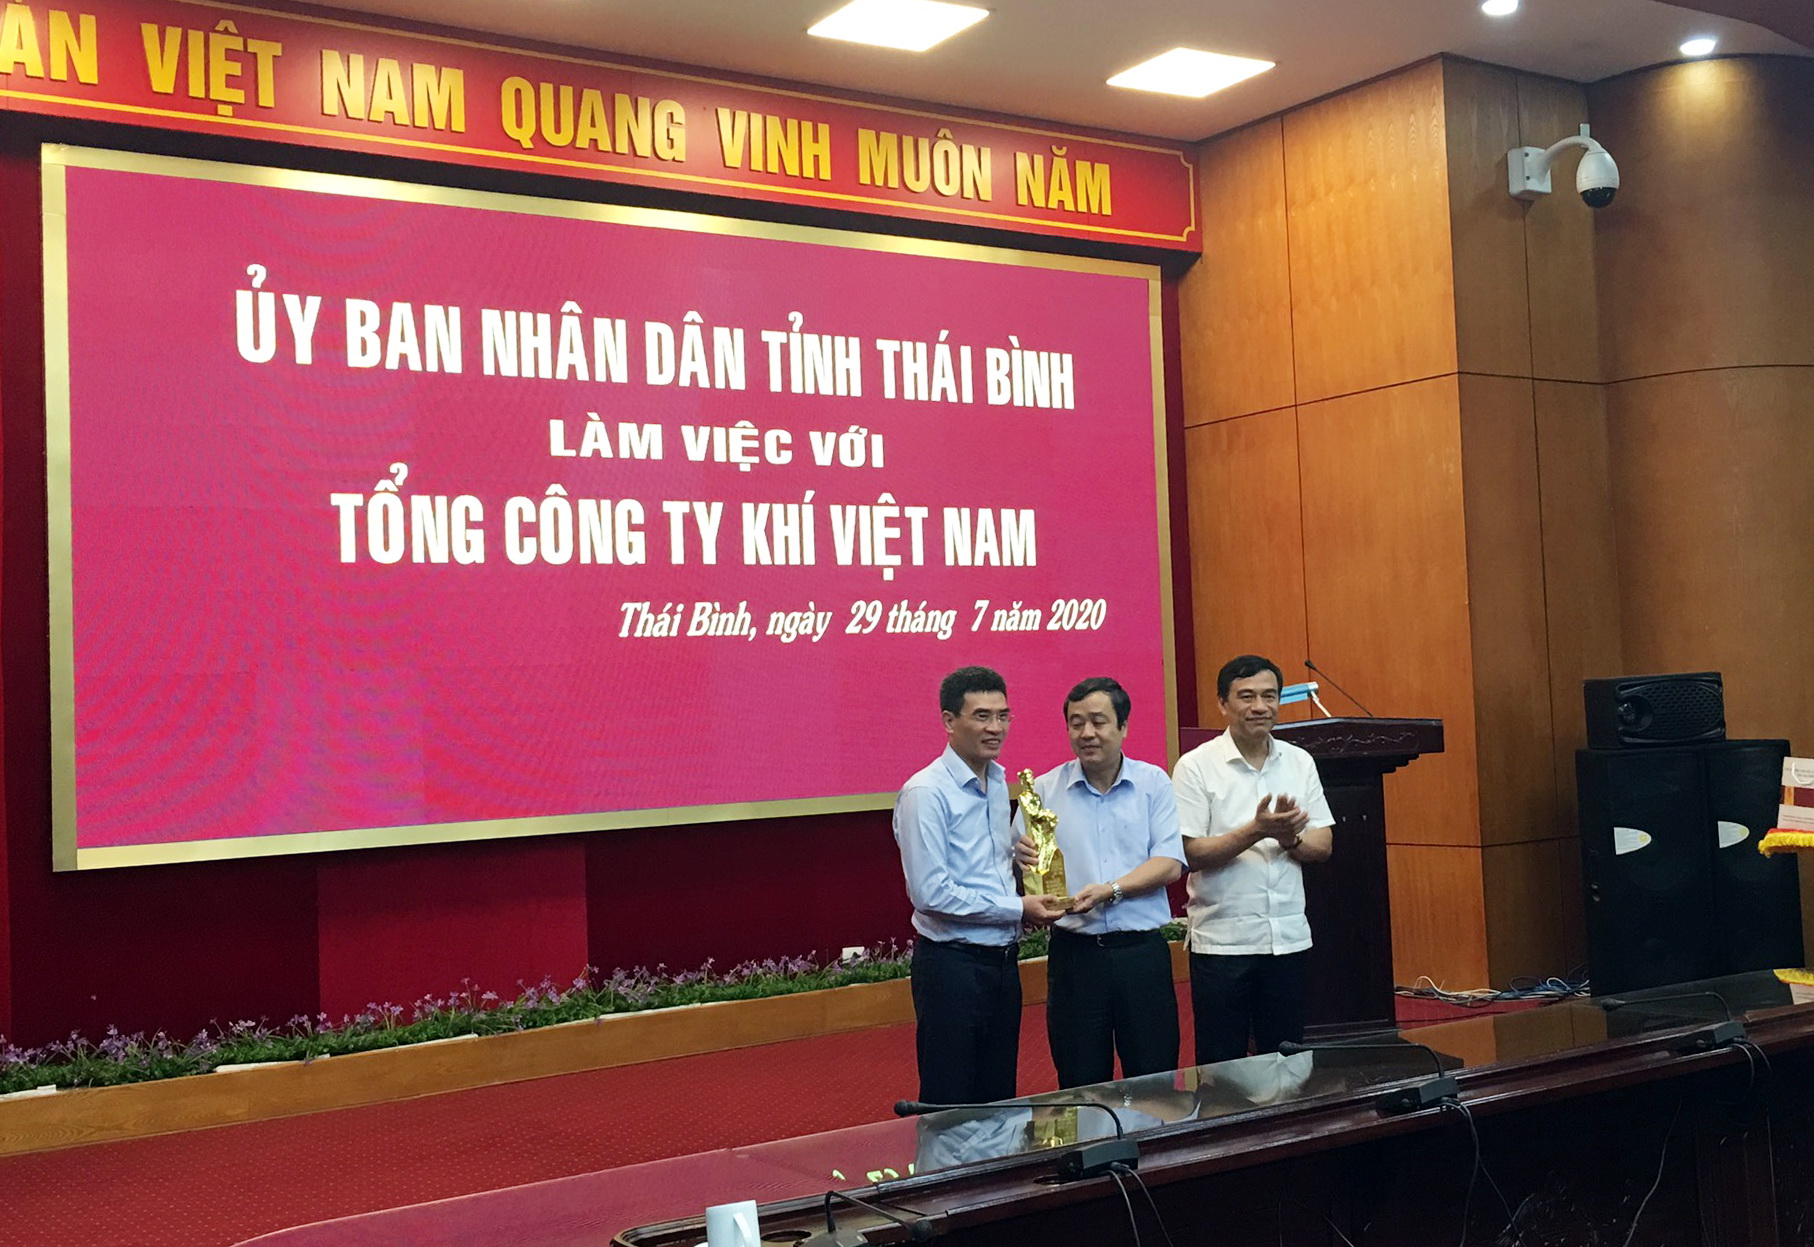 VIỆT NAM QUANG VINH MUÔN NĂM
ỦY BAN NHÂN DÂN TỈNH THÁI BÌNH
LÀM VIỆC VỚI
TỔNG CÔNG TY KHÍ VIỆT NAM
Thái Bình, ngày 29 tháng 7 năm 2020